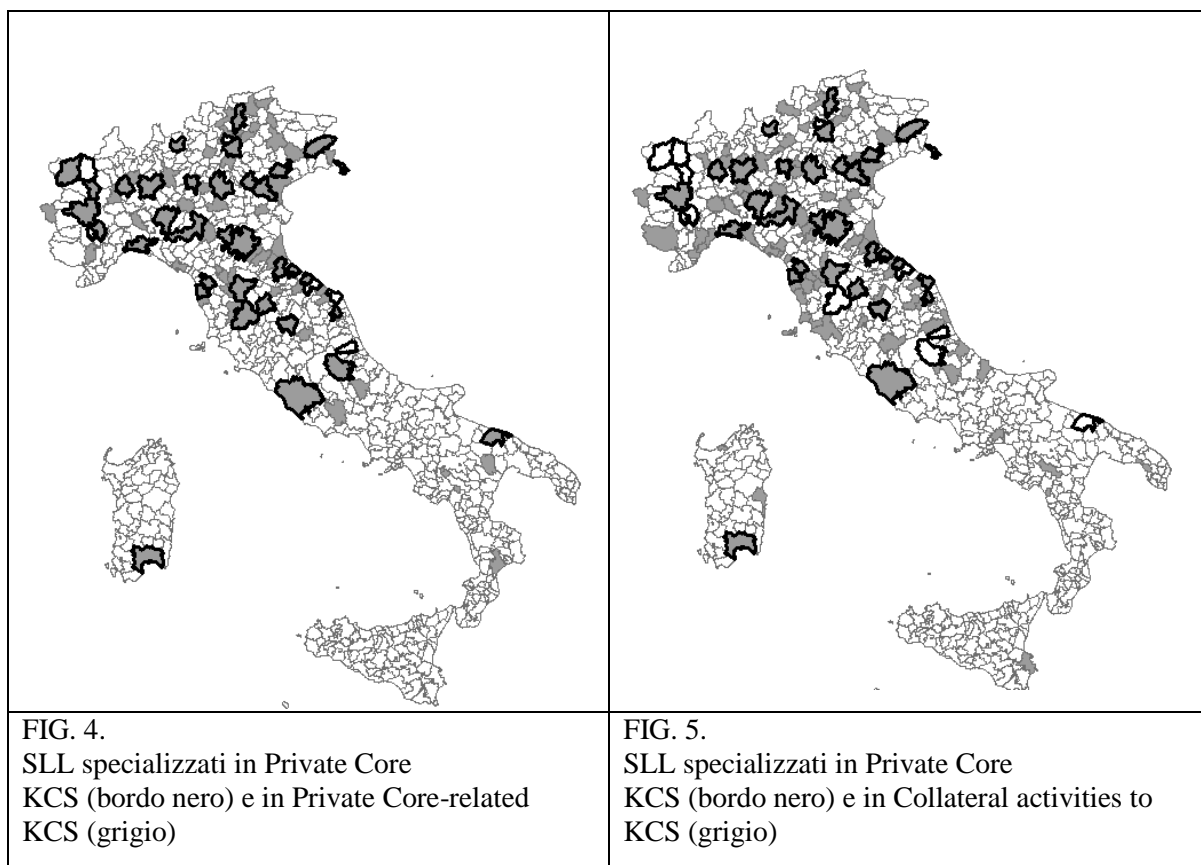 FIG. 4.
SLL specializzati in Private Core
KCS (bordo nero) e in Private Core-related
KCS (grigio)
FIG. 5.
SLL specializzati in Private Core
KCS (bordo nero) e in Collateral activities to
KCS (grigio)